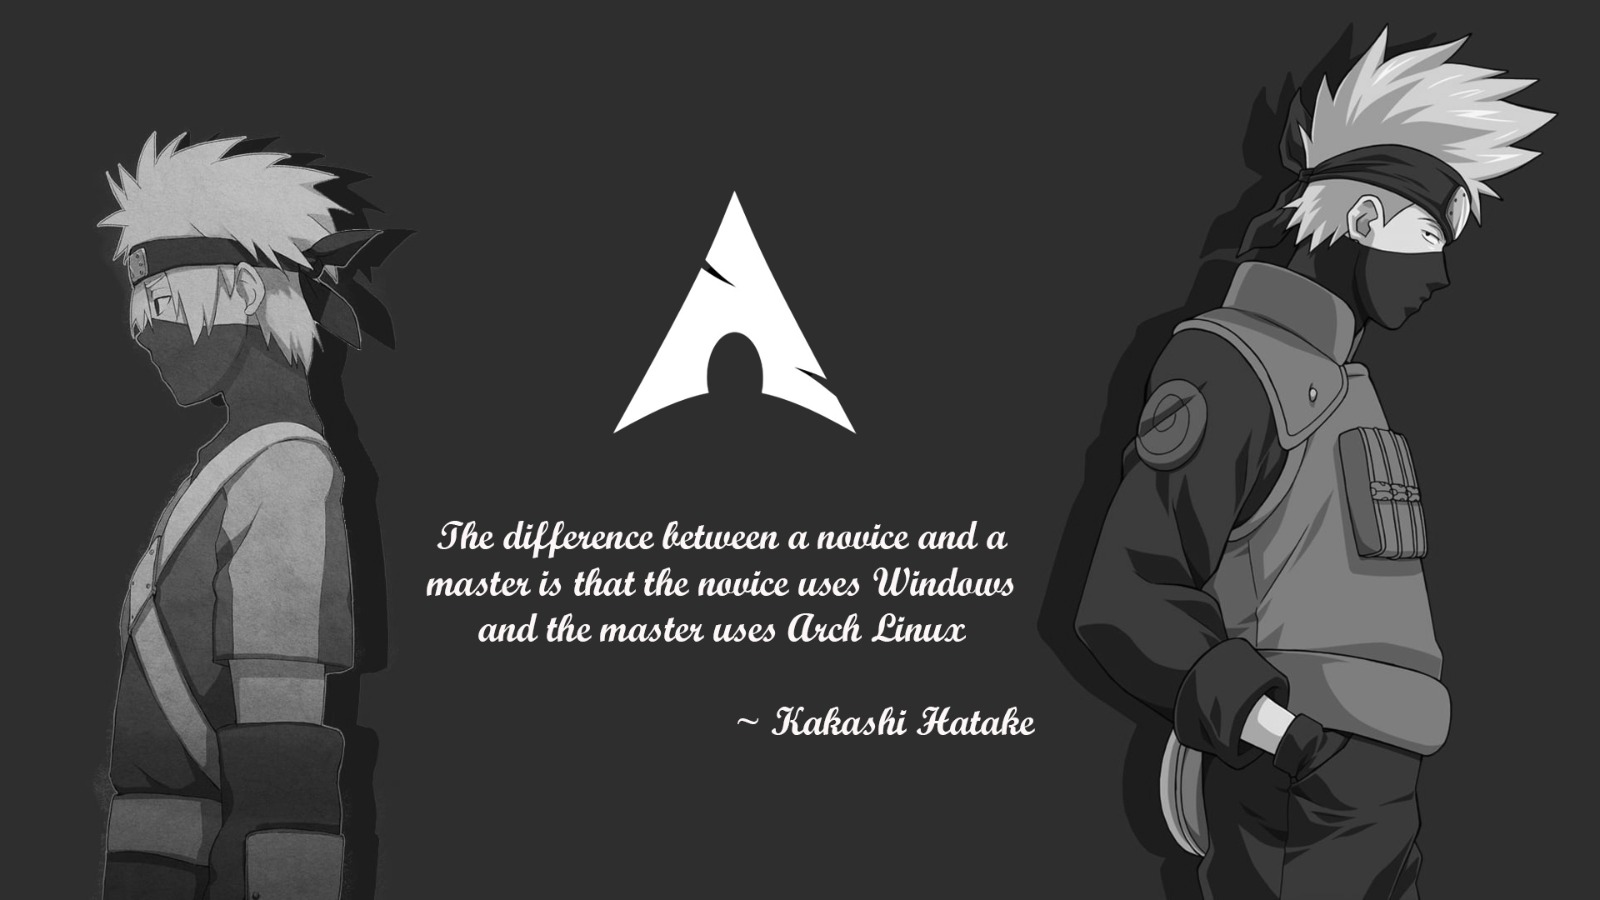 The difference between a novice and a
master is that the novice uses Windows
and the master uses Arch Linux
~ Kakashi Hatake